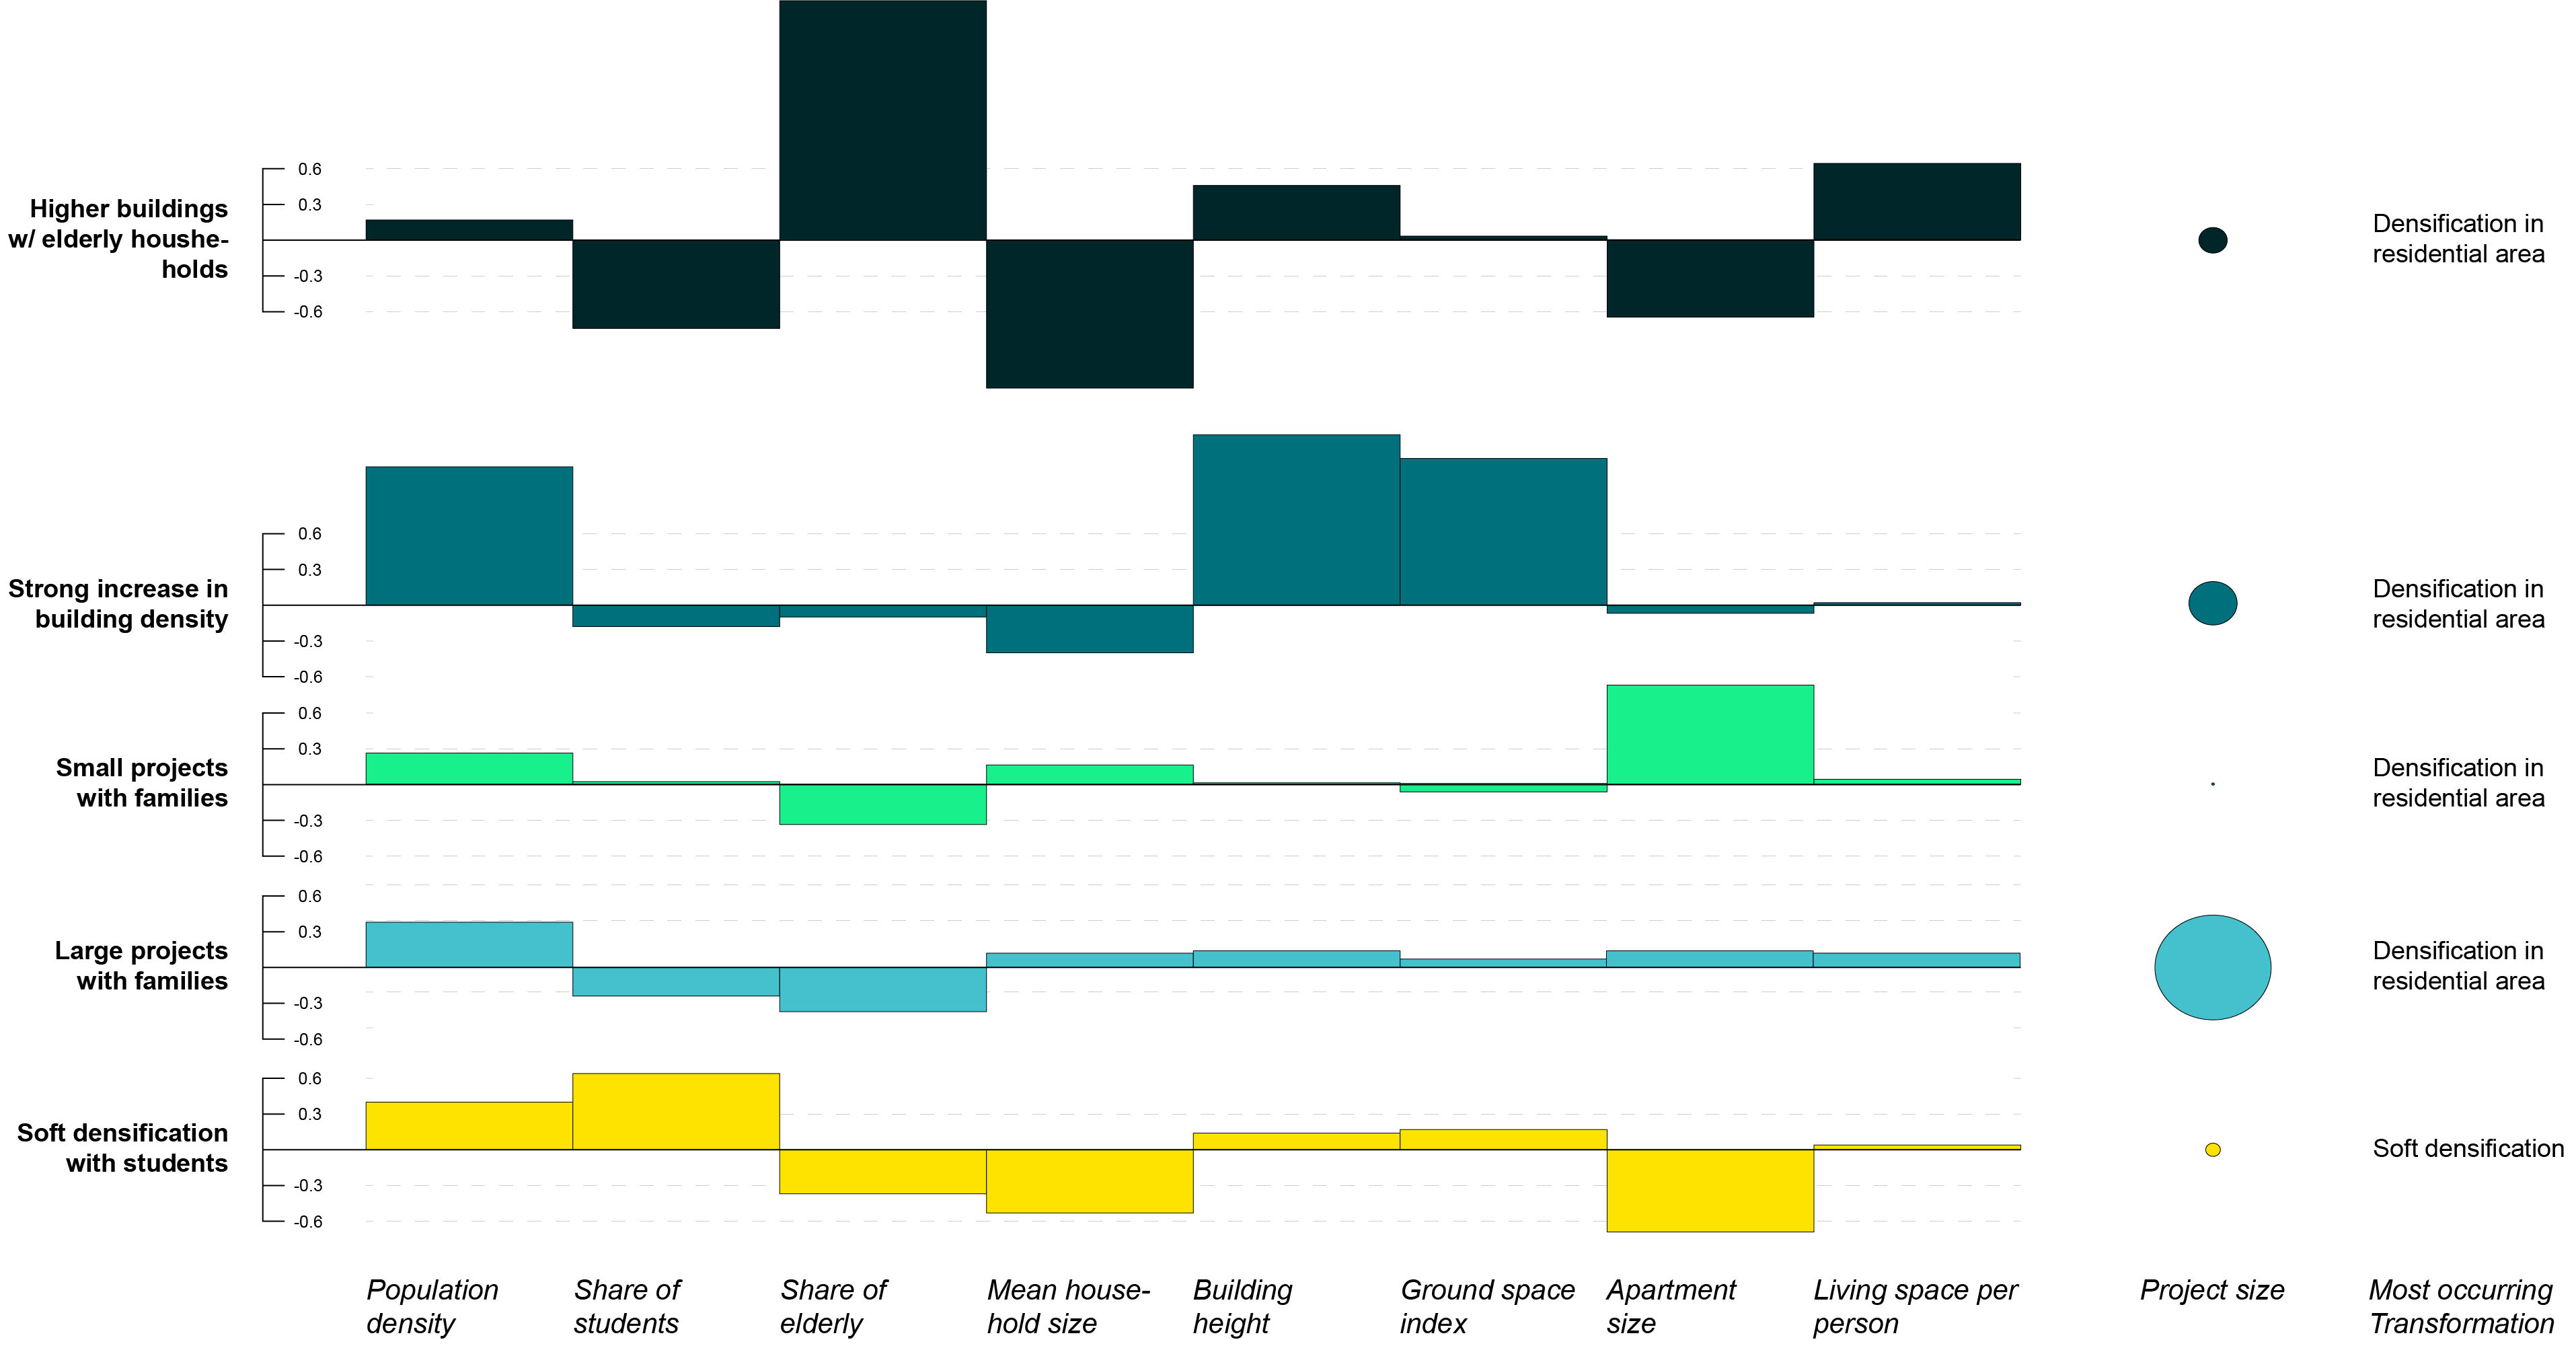 0.6
0.3
-0.3
-0.6
Higher buildings
w/ elderly houshe-
holds
Densification in
residential area
0.6
0.3
-0.3
-0.6
Strong increase in
building density
Densification in
residential area
0.6
0.3
-0.3
-0.6
Small projects
with families
Densification in
residential area
0.6
0.3
-0.3
-0.6
Large projects
with families
Densification in
residential area
0.6
0.3
-0.3
-0.6
Soft densification
with students
Soft densification
Population
density
Share of
students
Share of
elderly
Mean house-
hold size
Building
height
Ground space
index
Apartment
size
Living space per
person
Project size
Most occurring
Transformation